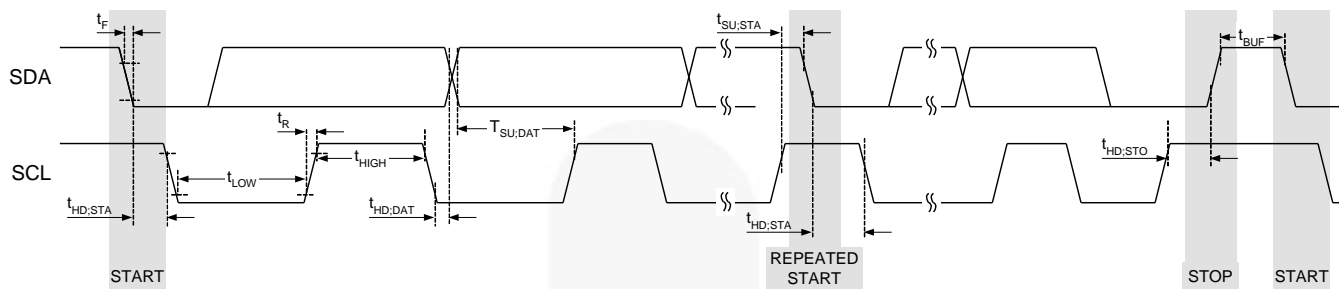 tF
tSU;STA
tBUF
SDA
tR
TSU;DAT
tHIGH
tHD;STO
SCL
tLOW
tHD;STA
tHD;DAT
tHD;STA
START
REPEATED
START
STOP
START